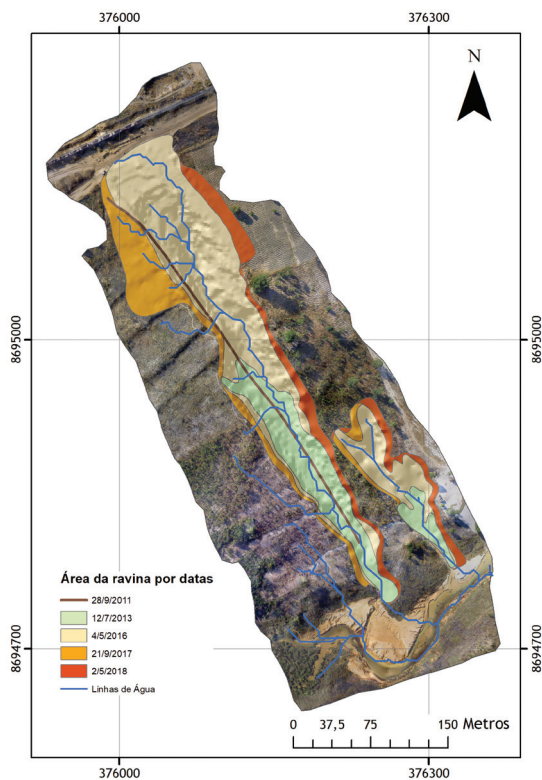 376000 376300
N
8695000 8695000
8694700 8694700
Área da ravina por datas
28/9/2011
12/7/2013
4/5/2016
21/9/2017
2/5/2018
Linhas de Água
0 37,5 75 150 Metros
376000 376300